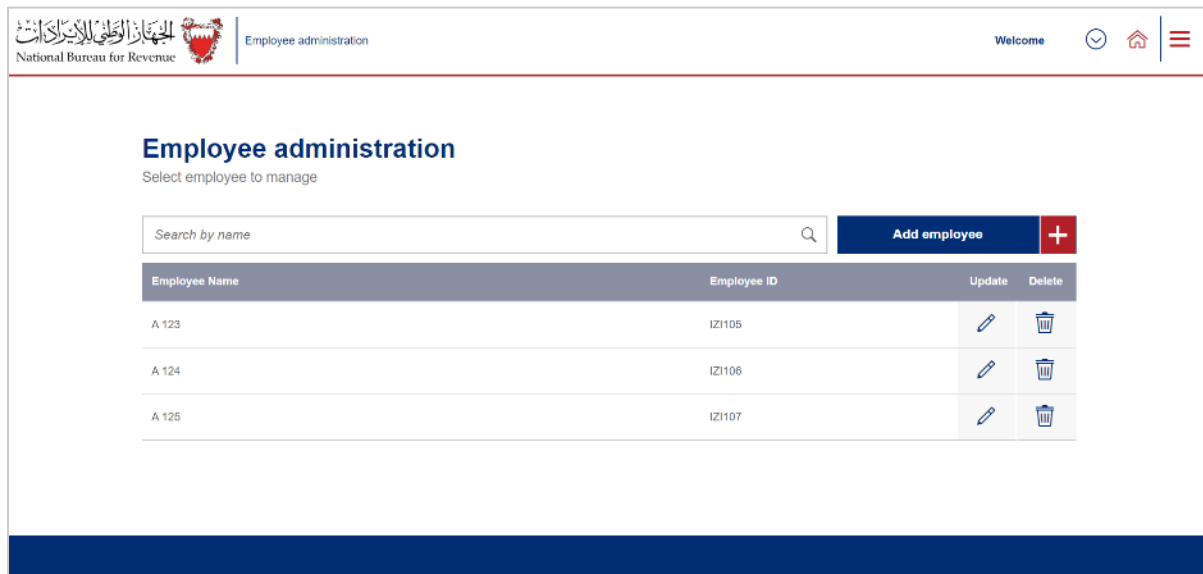 الجهاز الوطني للإيرادات
National Bureau for Revenue
Employee administration
Welcome
Employee administration
Select employee to manage
Search by name
Add employee
Employee Name Employee ID Update Delete
A 123 IZI105
A 124 IZI106
A 125 IZI107